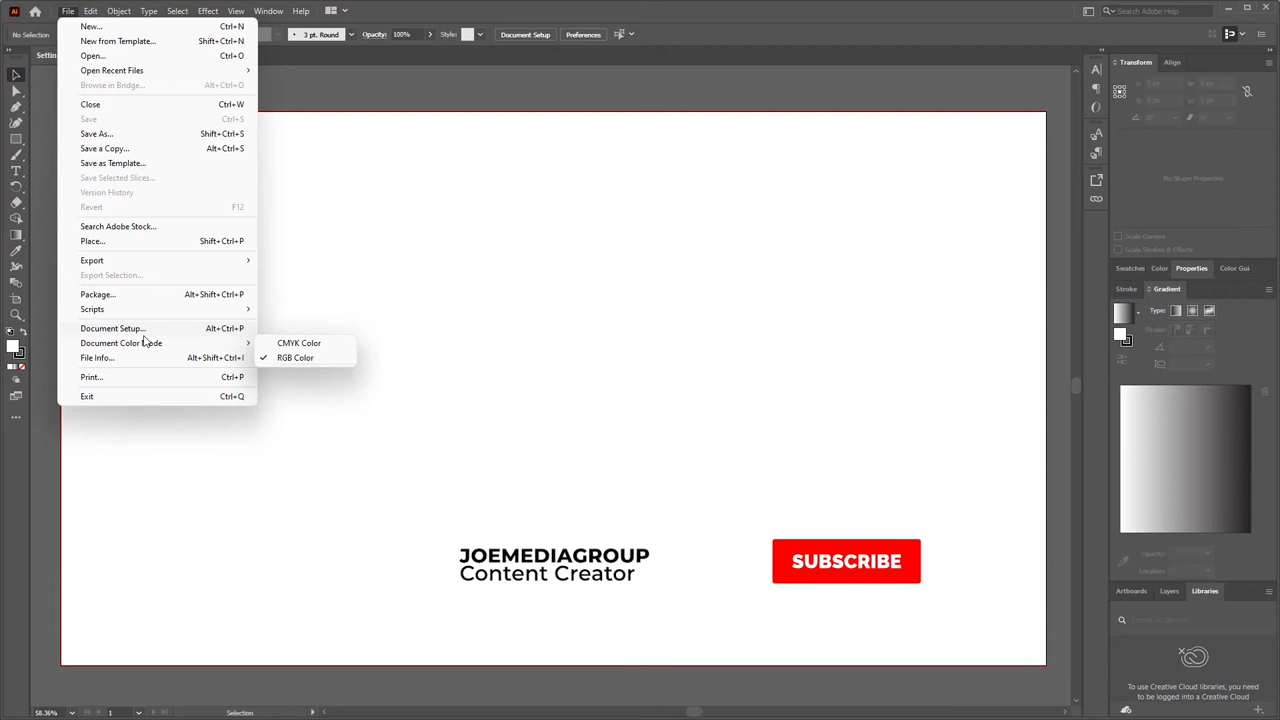 Ai File Edit Object Type Select Effect View Window Help Search Adobe Help
No Selection 3 pt. Round Opacity: 100% Style: Document Setup Preferences
New... Ctrl+N
New from Template... Shift+Ctrl+N
Open... Ctrl+O
Open Recent Files
Browse in Bridge... Alt+Ctrl+O
Close Ctrl+W
Save Ctrl+S
Save As... Shift+Ctrl+S
Save a Copy... Alt+Ctrl+S
Save as Template...
Save Selected Slices...
Version History
Revert F12
Search Adobe Stock...
Place... Shift+Ctrl+P
Export
Export Selection...
Package... Alt+Shift+Ctrl+P
Scripts
Document Setup... Alt+Ctrl+P
Document Color Mode
File Info... Alt+Shift+Ctrl+I
Print... Ctrl+P
Exit Ctrl+Q
CMYK Color
RGB Color
JOEMEDIAGROUP
Content Creator
SUBSCRIBE
Transform Align
No Shape Properties
Scale Corners
Scale Strokes & Effects
Swatches Color Properties Color Gui
Stroke Gradient
Type:
Stroke:
Opacity:
Location:
Artboards Layers Libraries
To use Creative Cloud libraries, you need
to be logged into a Creative Cloud
58.36% 1 Selection